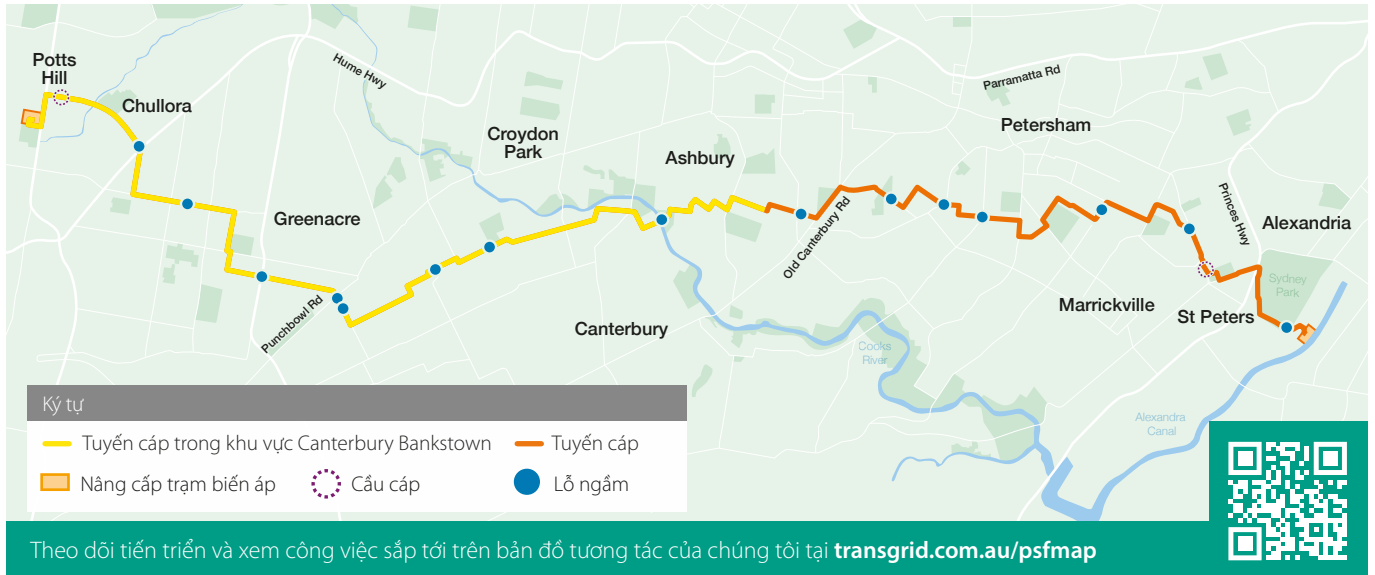 Potts
Hill
Chullora
Hume Hwy
Croydon
Park
Ashbury
Parramatta Rd
Petersham
Greenacre
Old Canterbury Rd
Princes Hwy
Alexandria
Sydney
Park
Punchbowl Rd
Canterbury
Marrickville
St Peters
Cooks
River
Alexandra
Canal
Ký tự
Tuyến cáp trong khu vực Canterbury Bankstown
Tuyến cáp
Nâng cấp trạm biến áp
Cầu cáp
Lỗ ngầm
Theo dõi tiến triển và xem công việc sắp tới trên bản đồ tương tác của chúng tôi tại transgrid.com.au/psfmap